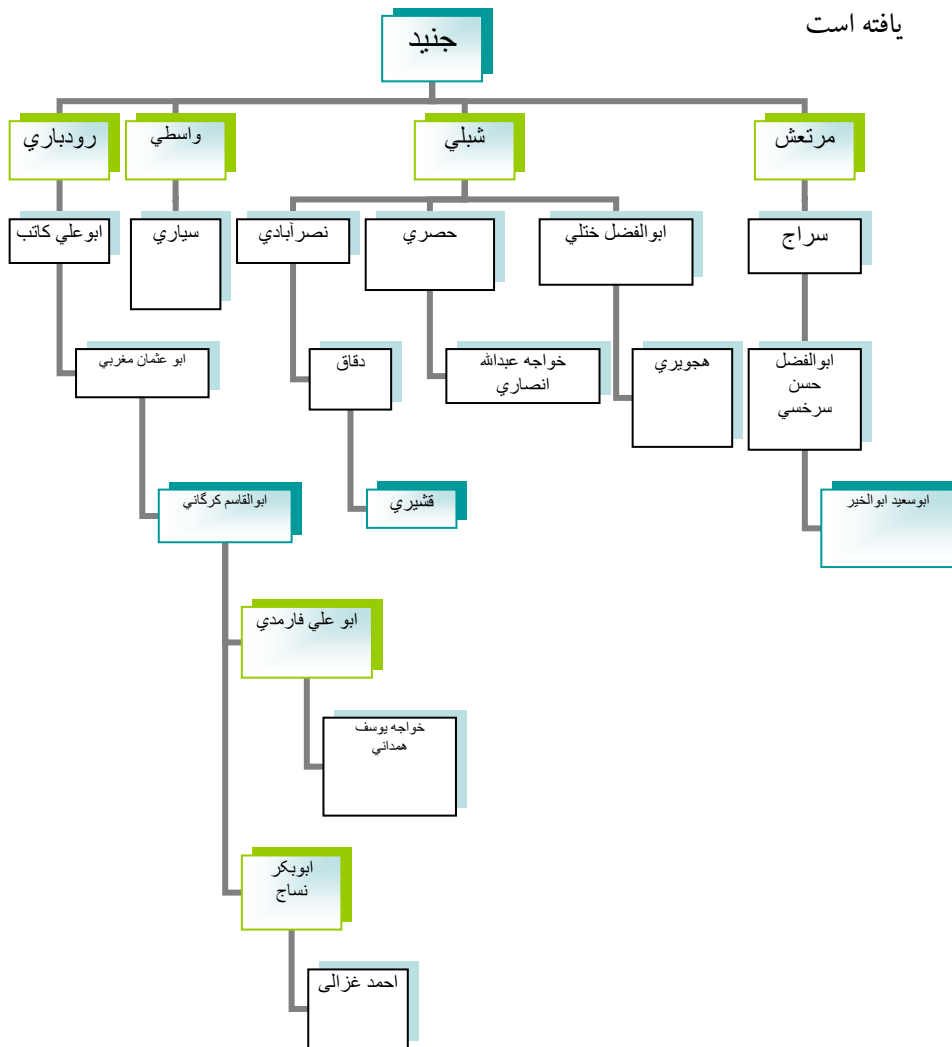 يافته است
جنيد
مرتعش
شبلي
واسطي
رودباري
سراج
ابوالفضل ختلي
حصري
نصرآبادي
سياري
ابوعلي كاتب
ابوالفضل
حسن
سرخسي
هجويري
خواجه عبدالله
انصاري
دقاق
ابو عثمان مغربي
ابوسعيد ابوالخير
قشيري
ابوالقاسم كرگاني
ابو علي فارمدي
خواجه يوسف
همداني
ابوبكر
نساج
احمد غزالی